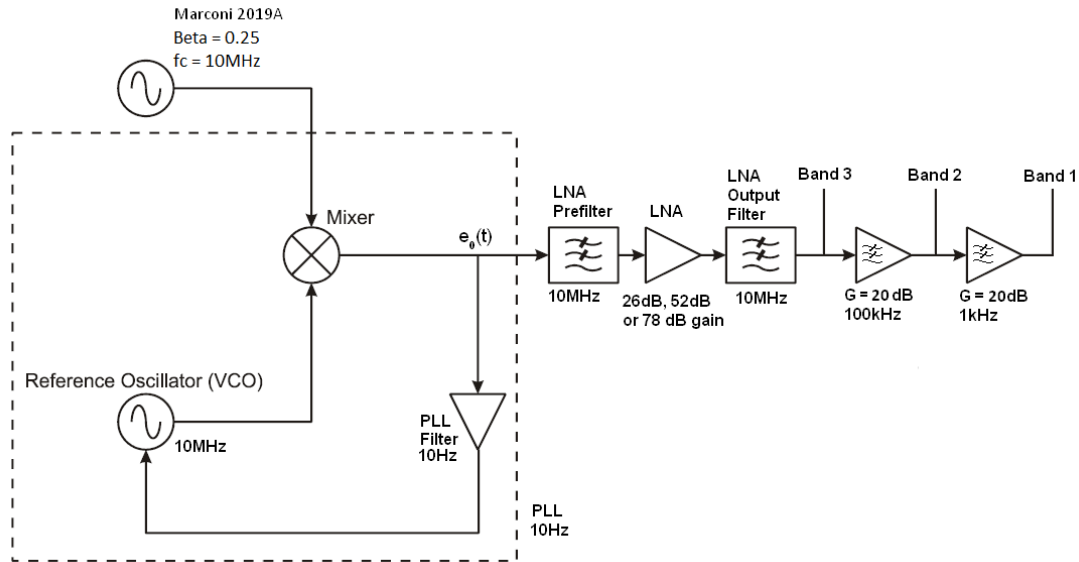 Marconi 2019A
Beta = 0.25
fc = 10MHz
Mixer
eθ(t)
LNA
Prefilter
10MHz
LNA
26dB, 52dB
or 78 dB gain
LNA
Output
Filter
10MHz
Band 3
Band 2
Band 1
G = 20 dB
100kHz
G = 20dB
1kHz
Reference Oscillator (VCO)
10MHz
PLL
Filter
10Hz
PLL
10Hz